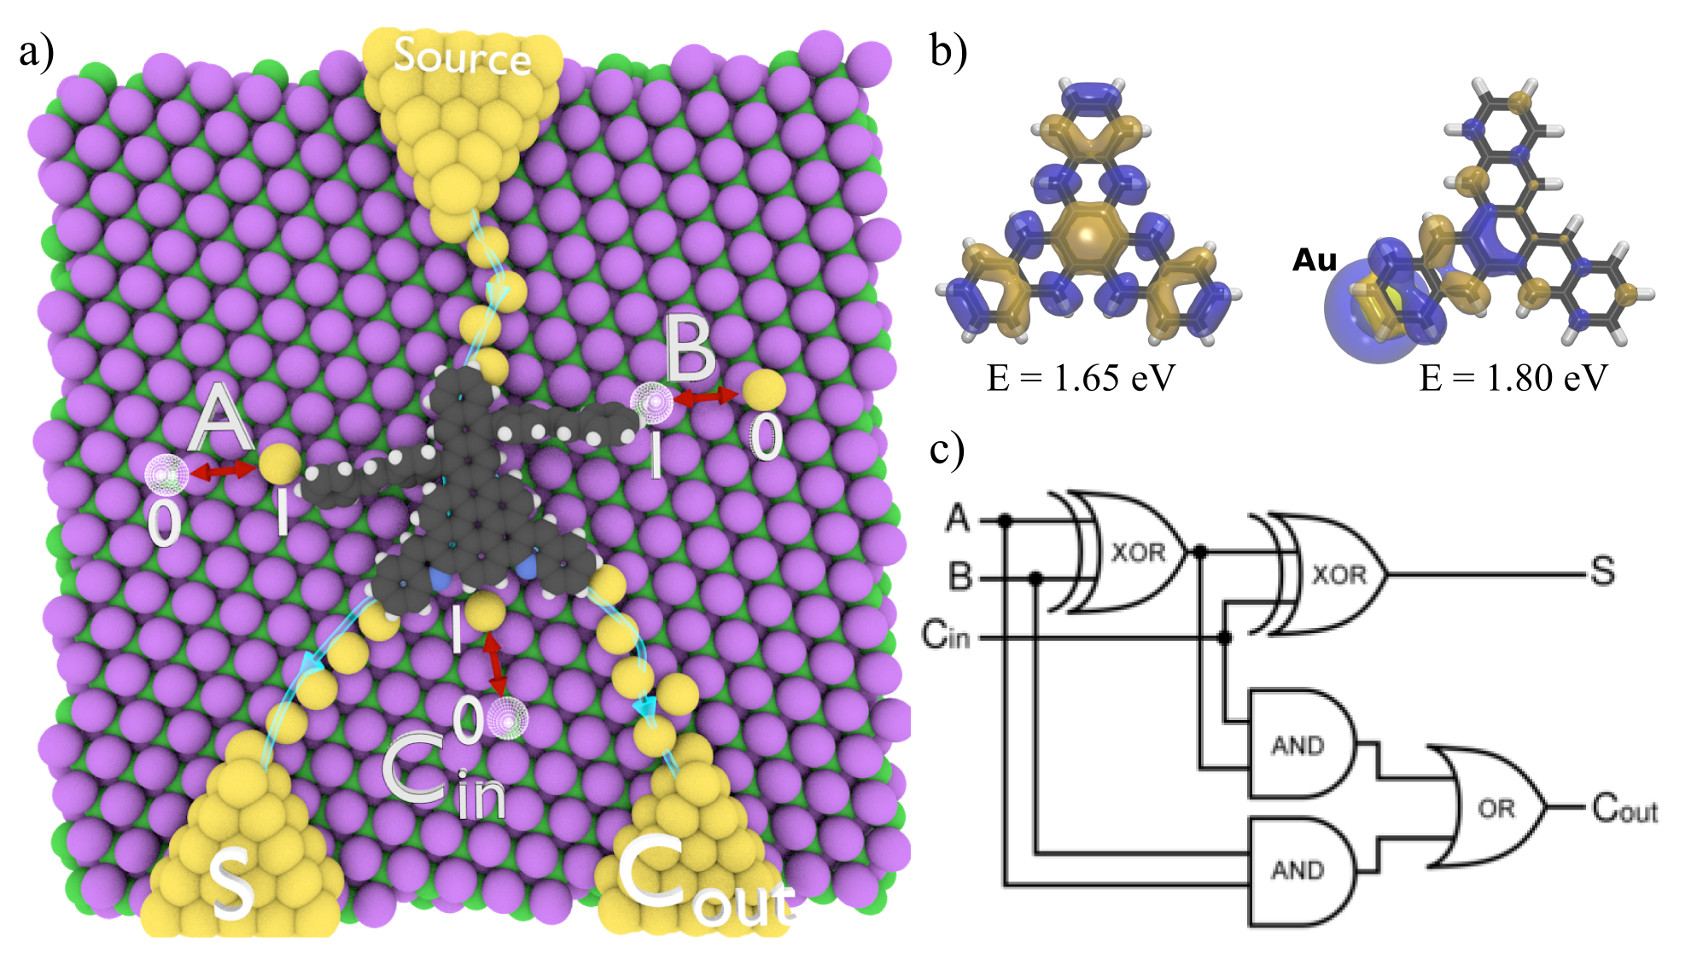 a)
Source
A
0
1
B
1
0
1
0
Cin
S
Cout
b)
Au
E = 1.65 eV
E = 1.80 eV
c)
A
B
Cin
XOR
XOR
S
AND
AND
OR
Cout